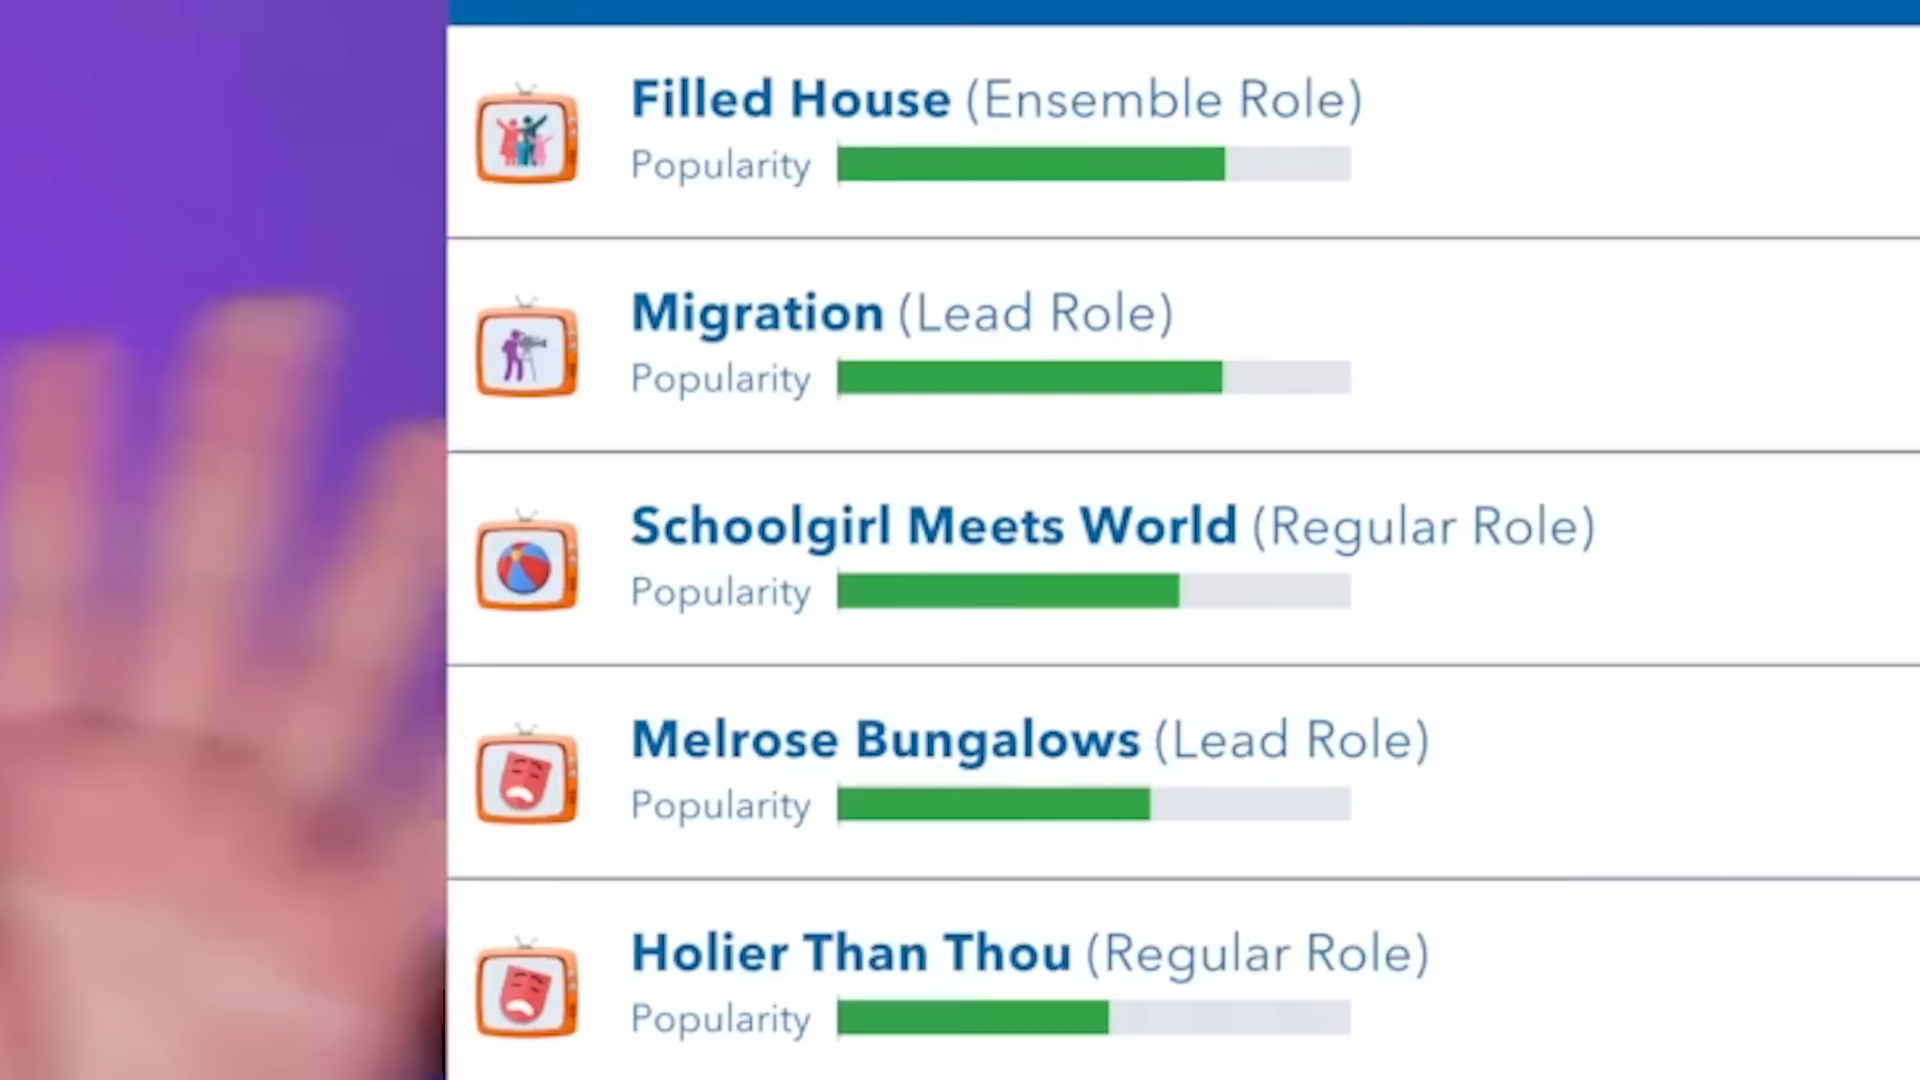 Filled House (Ensemble Role)
Popularity
Migration (Lead Role)
Popularity
Schoolgirl Meets World (Regular Role)
Popularity
Melrose Bungalows (Lead Role)
Popularity
Holier Than Thou (Regular Role)
Popularity